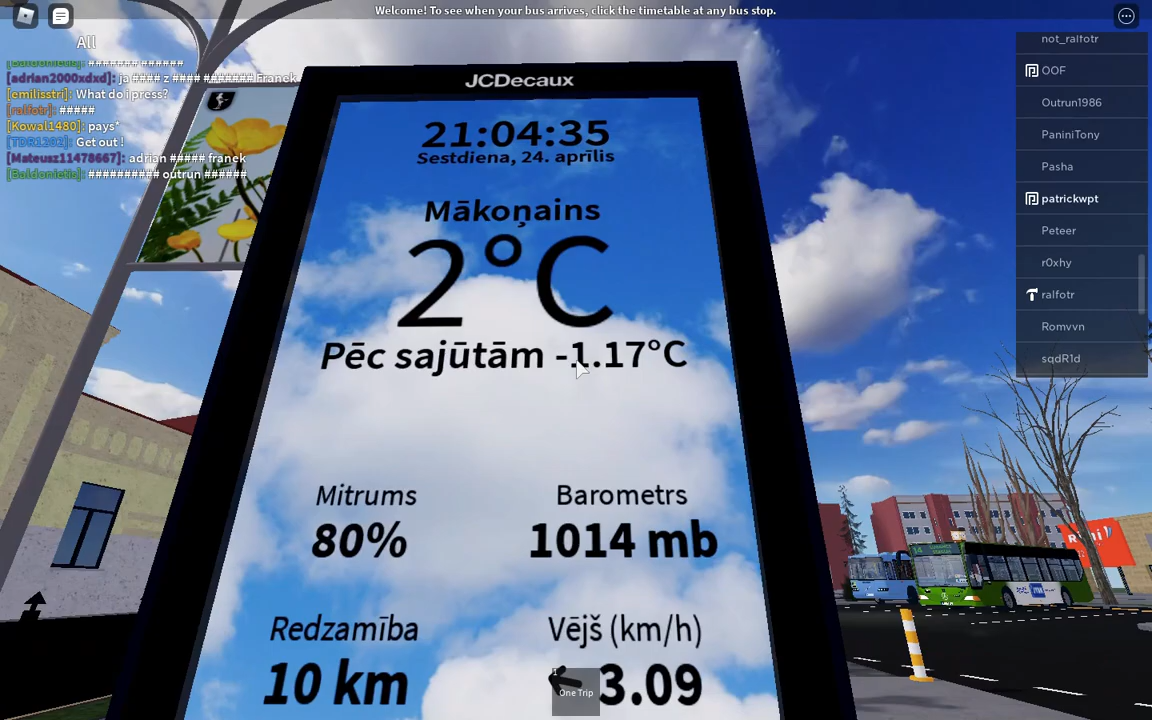 Welcome! To see when your bus arrives, click the timetable at any bus stop.
All
[Baldonietis]: ####### ######
[adrian2000xdxd]: ja #### z #### ####### Franek
[emilisstri]: What do i press?
[ralfotr]: #####
[Kowal1480]: pays*
Get out !
[Mateusz11478667]: adrian ##### franek
[Baldonietis]: ########## outrun ######
JCDecaux
21:04:35
Sestdiena, 24. aprīlis
Mākoņains
2°C
Pēc sajūtām -1.17°C
Mitrums
80%
Barometrs
1014 mb
Redzamība
10 km
Vējš (km/h)
3.09
One Trip
not_ralfotr
OOF
Outrun1986
PaniniTony
Pasha
patrickwpt
Peteer
r0xhy
ralfotr
Romvvn
sqdR1d